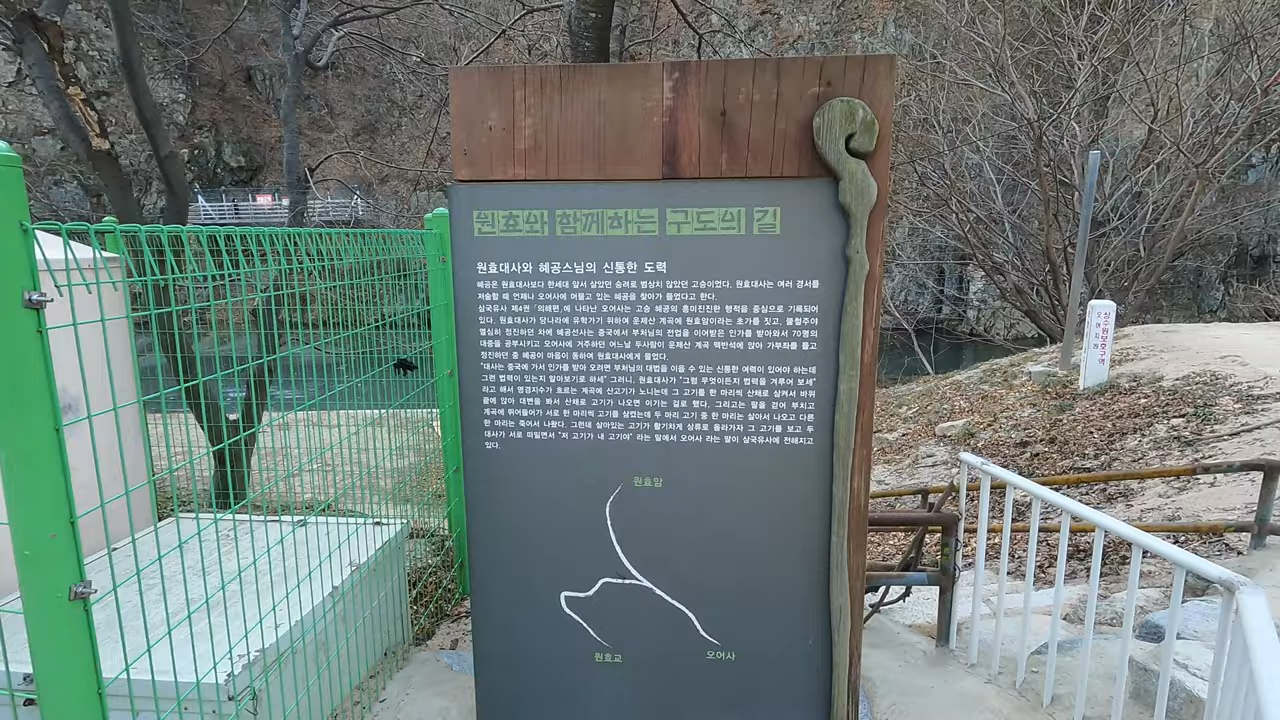 원효와 함께하는 구도의 길
원효대사와 혜공스님의 신통한 도력
혜공은 원효대사보다 한세대 앞서 살았던 승려로 범상치 않았던 고승이었다. 원효대사는 여러 경서를
저술할 때 언제나 오어사에 머물고 있는 혜공을 찾아가 물었다고 한다.
삼국유사 제4권「의해편」에 나타난 오어사는 고승 혜공의 흥미진진한 행적을 중심으로 기록되어
있다. 원효대사가 당나라에 유학가기 위하여 운제산 계곡에 원효암이라는 초가를 짓고, 불철주야
열심히 정진하던 차에 혜공선사는 중국에서 부처님의 전업을 이어받은 인가를 받아와서 70명의
대중을 공부시키고 오어사에 거주하던 어느날 두사람이 운제산 계곡 맥반석에 앉아 가부좌를 틀고
정진하던 중 혜공이 마음이 통하여 원효대사에게 물었다.
"대사는 중국에 가서 인가를 받아 오려면 부처님의 대법을 이을 수 있는 신통한 여력이 있어야 하는데
그런 법력이 있는지 알아보기로 하세" 그러니, 원효대사가 "그럼 무엇이든지 법력을 겨루어 보세"
라고 해서 명경지수가 흐르는 계곡에 산고기가 노니는데 그 고기를 한 마리씩 산채로 삼켜서 바위
끝에 앉아 대변을 봐서 산채로 고기가 나오면 이기는 걸로 했다. 그리고는 팔을 걷어 부치고
계곡에 뛰어들어가 서로 한 마리씩 고기를 삼켰는데 두 마리 고기 중 한 마리는 살아서 나오고 다른
한 마리는 죽어서 나왔다. 그런데 살아있는 고기가 활기차게 상류로 올라가자 그 고기를 보고 두
대사가 서로 떠밀면서 "저 고기가 내 고기야" 라는 말에서 오어사 라는 말이 삼국유사에 전해지고
있다.
원효암
원효교
오어사
상수원보호구역
오어지